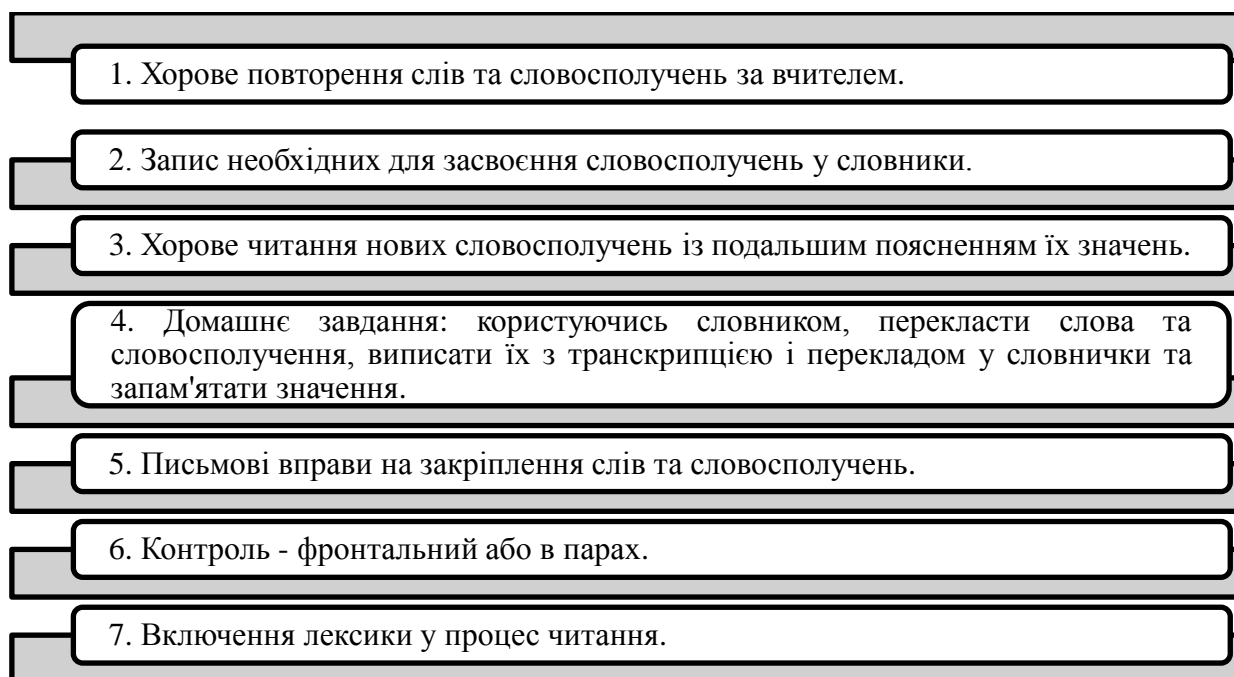 1. Хорове повторення слів та словосполучень за вчителем.
2. Запис необхідних для засвоєння словосполучень у словники.
3. Хорове читання нових словосполучень із подальшим поясненням їх значень.
4. Домашнє завдання: користуючись словником, перекласти слова та
словосполучення, виписати їх з транскрипцією і перекладом у словнички та
запам'ятати значення.
5. Письмові вправи на закріплення слів та словосполучень.
6. Контроль - фронтальний або в парах.
7. Включення лексики у процес читання.